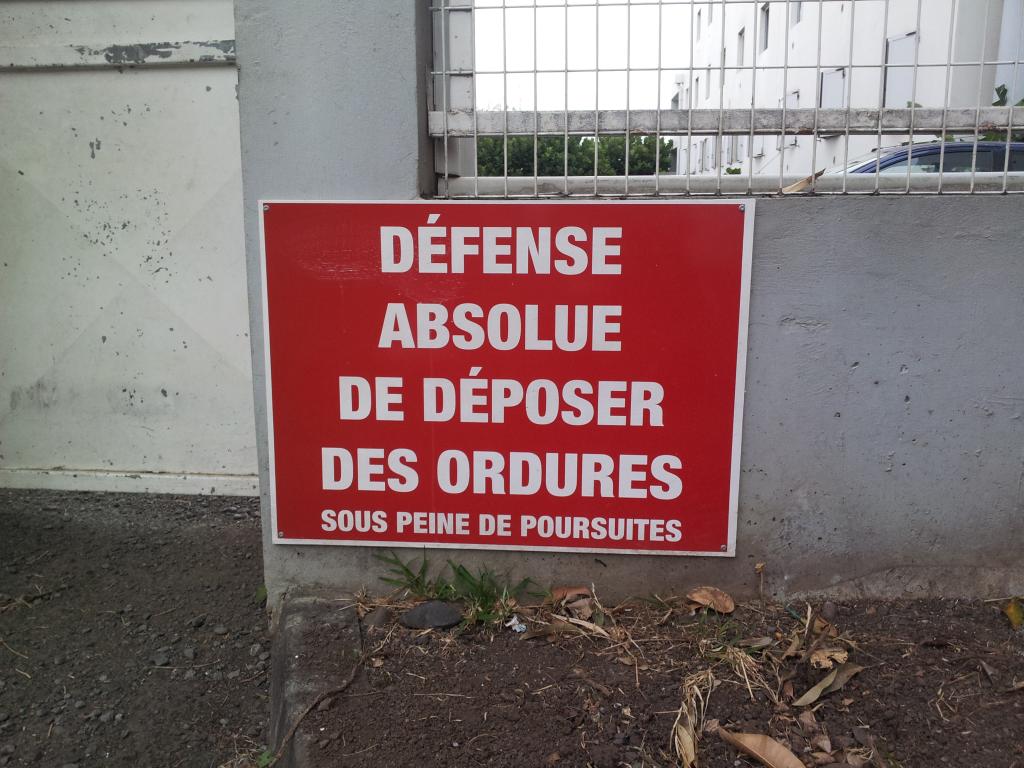 DÉFENSE
ABSOLUE
DE DÉPOSER
DES ORDURES
SOUS PEINE DE POURSUITES